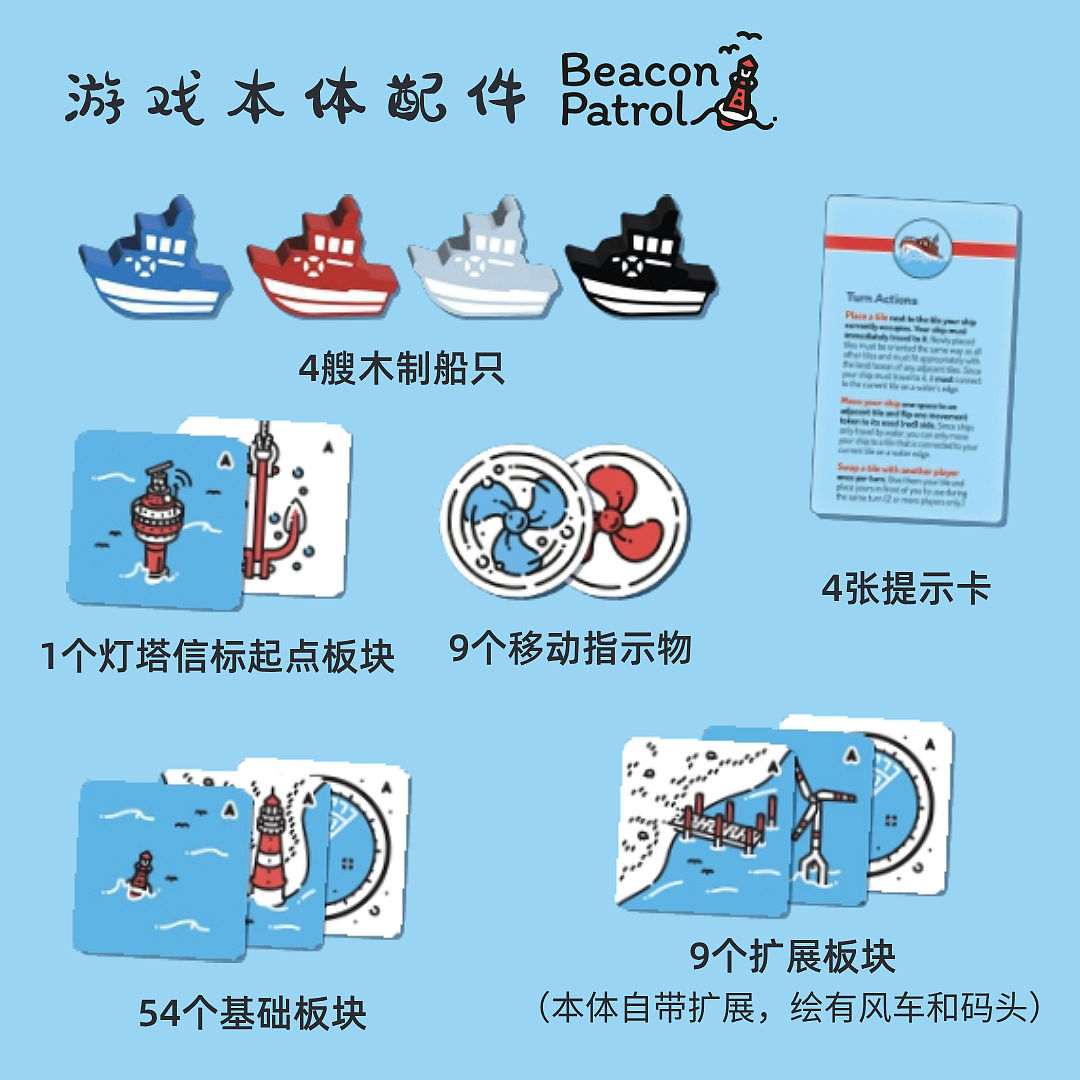 游戏本体配件
Beacon
Patrol
4艘木制船只
Turn Actions
Place a tile next to the tile your ship
currently occupies. Your ship must
immediately travel to it. Newly placed
tiles must be oriented the same way as all
other tiles and must fit appropriately with
the land/ocean of any adjacent tiles. Since
your ship must travel to it, it must connect
to the current tile on a water's edge.
Move your ship one space to an
adjacent tile and flip one movement
token to its used (red) side. Since ships
only travel by water, you can only move
your ship to a tile that is connected to your
current tile on a water edge.
Swap a tile with another player
once per turn. Give them your tile and
place yours in front of you to use during
the same turn (2 or more players only.)
4张提示卡
1个灯塔信标起点板块
9个移动指示物
54个基础板块
9个扩展板块
（本体自带扩展，绘有风车和码头）